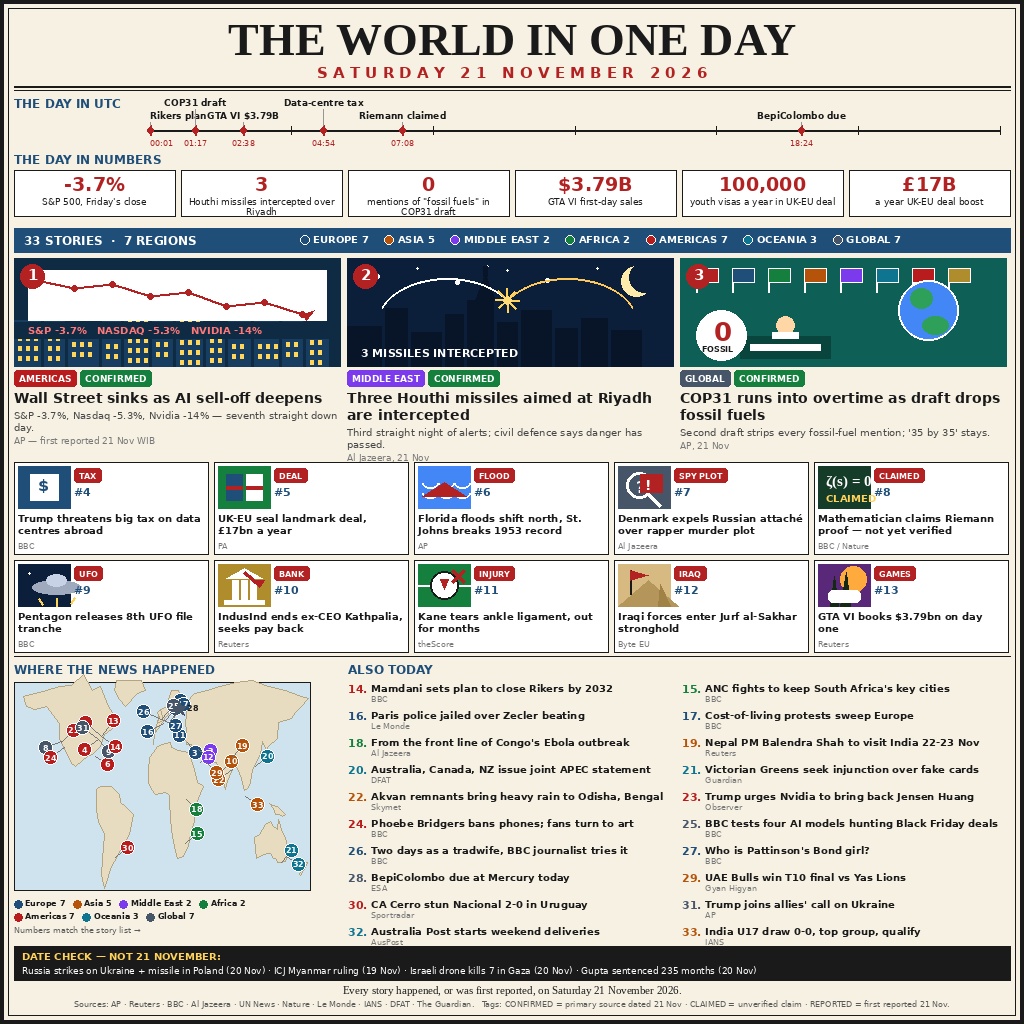 THE WORLD IN ONE DAY
SATURDAY 21 NOVEMBER 2026
THE DAY IN UTC
COP31 draft
Data-centre tax
Rikers plan
GTA VI $3.79B
Riemann claimed
BepiColombo due
00:01
01:17
02:38
04:54
07:08
18:24
THE DAY IN NUMBERS
-3.7%
S&P 500, Friday's close
3
Houthi missiles intercepted over
Riyadh
0
mentions of "fossil fuels" in
COP31 draft
$3.79B
GTA VI first-day sales
100,000
youth visas a year in UK-EU deal
£17B
a year UK-EU deal boost
33 STORIES · 7 REGIONS
EUROPE 7
ASIA 5
MIDDLE EAST 2
AFRICA 2
AMERICAS 7
OCEANIA 3
GLOBAL 7
1
S&P -3.7% NASDAQ -5.3% NVIDIA -14%
AMERICAS
CONFIRMED
Wall Street sinks as AI sell-off deepens
S&P -3.7%, Nasdaq -5.3%, Nvidia -14% — seventh straight down
day.
AP — first reported 21 Nov WIB
2
3 MISSILES INTERCEPTED
MIDDLE EAST
CONFIRMED
Three Houthi missiles aimed at Riyadh
are intercepted
Third straight night of alerts; civil defence says danger has
passed.
Al Jazeera, 21 Nov
3
0
FOSSIL
GLOBAL
CONFIRMED
COP31 runs into overtime as draft drops
fossil fuels
Second draft strips every fossil-fuel mention; '35 by 35' stays.
AP, 21 Nov
$
TAX
#4
Trump threatens big tax on data
centres abroad
BBC
DEAL
#5
UK-EU seal landmark deal,
£17bn a year
PA
FLOOD
#6
Florida floods shift north, St.
Johns breaks 1953 record
AP
!
SPY PLOT
#7
Denmark expels Russian attaché
over rapper murder plot
Al Jazeera
ζ(s) = 0
CLAIMED
CLAIMED
#8
Mathematician claims Riemann
proof — not yet verified
BBC / Nature
UFO
#9
Pentagon releases 8th UFO file
tranche
BBC
BANK
#10
IndusInd ends ex-CEO Kathpalia,
seeks pay back
Reuters
INJURY
#11
Kane tears ankle ligament, out
for months
theScore
IRAQ
#12
Iraqi forces enter Jurf al-Sakhar
stronghold
Byte EU
GAMES
#13
GTA VI books $3.79bn on day
one
Reuters
WHERE THE NEWS HAPPENED
26
28
13
16
27
11
31
8
4
14
24
6
3
12
19
10
20
29
33
18
15
30
21
32
Europe 7
Asia 5
Middle East 2
Africa 2
Americas 7
Oceania 3
Global 7
Numbers match the story list →
ALSO TODAY
14. Mamdani sets plan to close Rikers by 2032
BBC
15. ANC fights to keep South Africa's key cities
BBC
16. Paris police jailed over Zecler beating
Le Monde
17. Cost-of-living protests sweep Europe
BBC
18. From the front line of Congo's Ebola outbreak
Al Jazeera
19. Nepal PM Balendra Shah to visit India 22-23 Nov
Reuters
20. Australia, Canada, NZ issue joint APEC statement
DFAT
21. Victorian Greens seek injunction over fake cards
Guardian
22. Akvan remnants bring heavy rain to Odisha, Bengal
Skymet
23. Trump urges Nvidia to bring back Jensen Huang
Observer
24. Phoebe Bridgers bans phones; fans turn to art
BBC
25. BBC tests four AI models hunting Black Friday deals
BBC
26. Two days as a tradwife, BBC journalist tries it
BBC
27. Who is Pattinson's Bond girl?
BBC
28. BepiColombo due at Mercury today
ESA
29. UAE Bulls win T10 final vs Yas Lions
Gyan Higyan
30. CA Cerro stun Nacional 2-0 in Uruguay
Sportradar
31. Trump joins allies' call on Ukraine
AP
32. Australia Post starts weekend deliveries
AusPost
33. India U17 draw 0-0, top group, qualify
IANS
DATE CHECK — NOT 21 NOVEMBER:
Russia strikes on Ukraine + missile in Poland (20 Nov) · ICJ Myanmar ruling (19 Nov) · Israeli drone kills 7 in Gaza (20 Nov) · Gupta sentenced 235 months (20 Nov)
Every story happened, or was first reported, on Saturday 21 November 2026.
Sources: AP · Reuters · BBC · Al Jazeera · UN News · Nature · Le Monde · IANS · DFAT · The Guardian. Tags: CONFIRMED = primary source dated 21 Nov · CLAIMED = unverified claim · REPORTED = first reported 21 Nov.